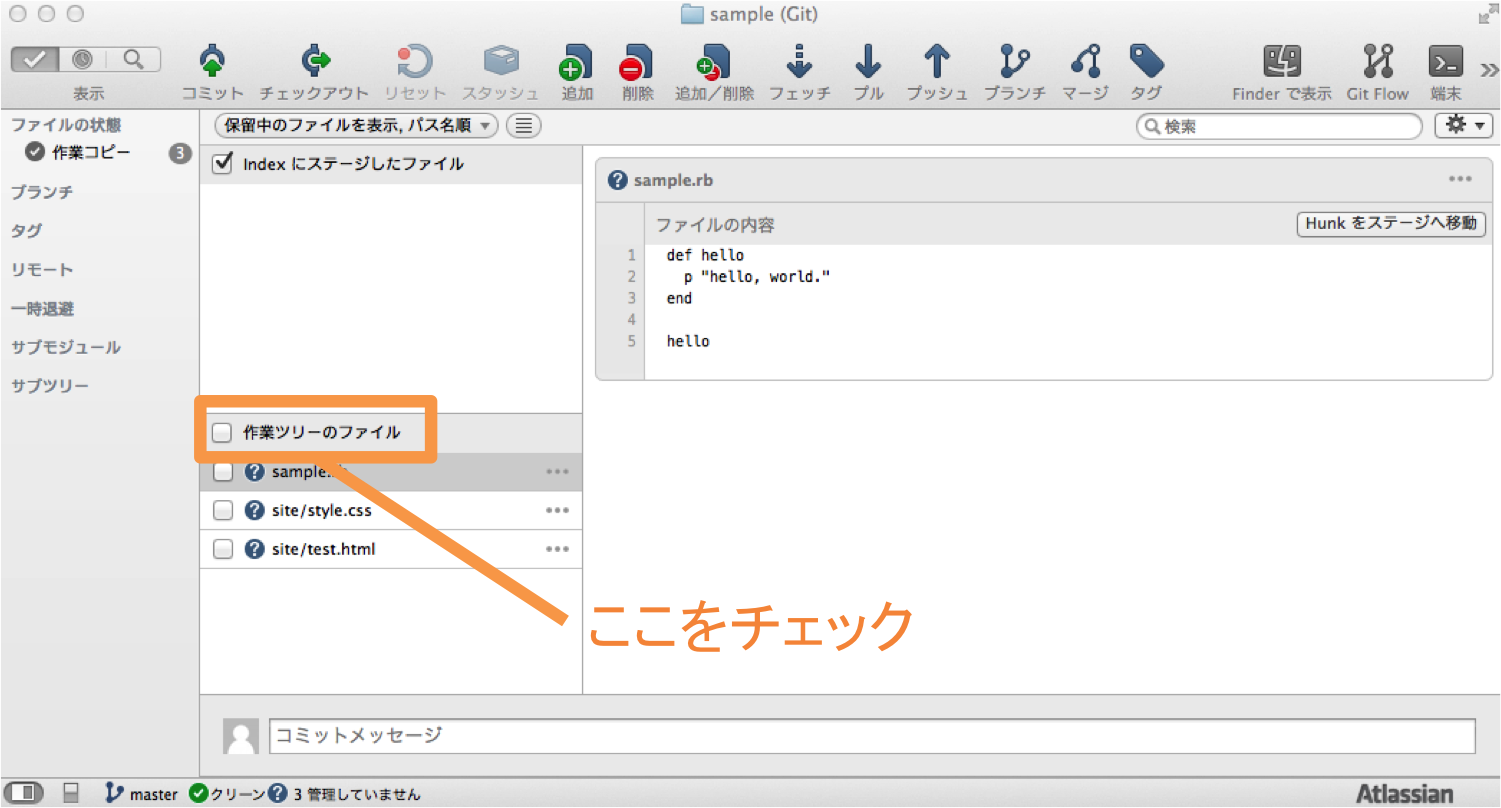 sample (Git)
表示
コミット
チェックアウト
リセット
スタッシュ
追加
削除
追加／削除
フェッチ
プル
プッシュ
ブランチ
マージ
タグ
Finder で表示
Git Flow
端末
ファイルの状態
作業コピー
3
ブランチ
タグ
リモート
一時退避
サブモジュール
サブツリー
保留中のファイルを表示, パス名順
検索
Index にステージしたファイル
作業ツリーのファイル
site/style.css
site/test.html
sample.rb
ファイルの内容
Hunk をステージへ移動
1 def hello
2 p "hello, world."
3 end
4
5 hello
ここをチェック
コミットメッセージ
master クリーン 3 管理していません
Atlassian